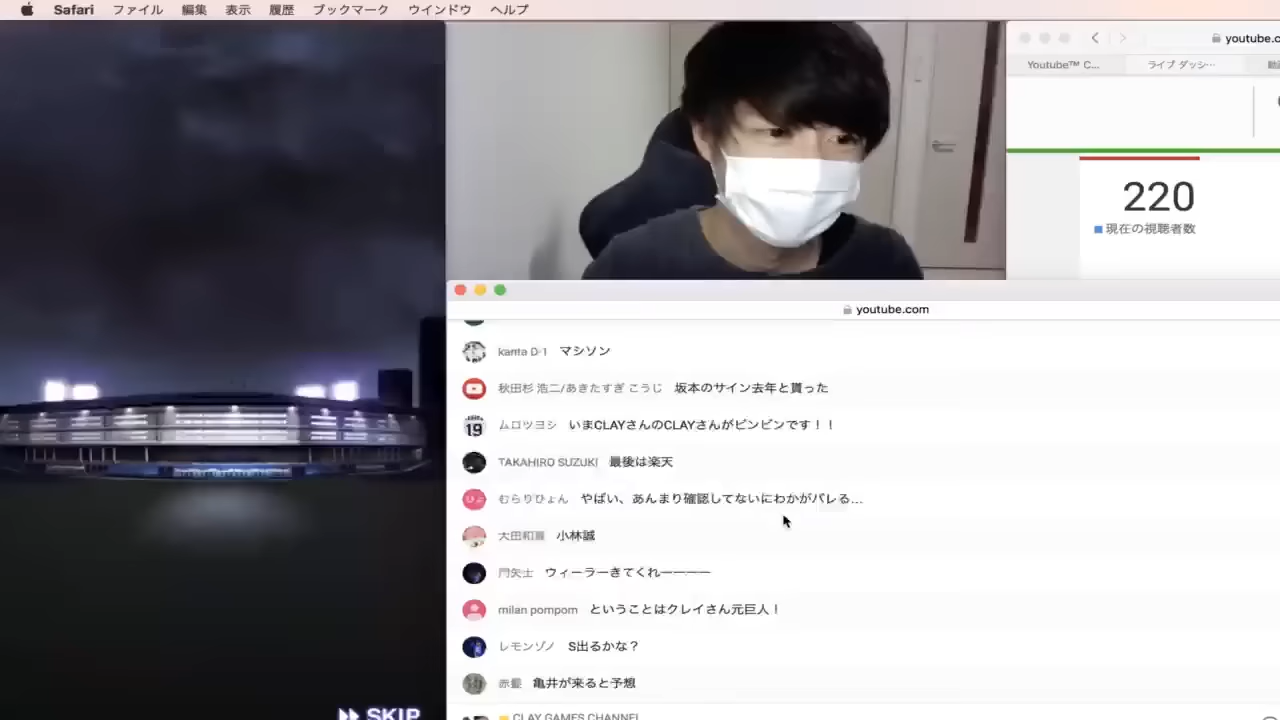 Safari ファイル 編集 表示 履歴 ブックマーク ウインドウ ヘルプ
youtube.c
Youtube™ C... ライブ ダッシ… 動
220
現在の視聴者数
youtube.com
kanta D-1 マシソン
秋田杉 浩二/あきたすぎ こうじ 坂本のサイン去年と貰った
ムロツヨシ いまCLAYさんのCLAYさんがビンビンです！！
TAKAHIRO SUZUKI 最後は楽天
むらりひょん やばい、あんまり確認してないにわかがバレる…
小林誠
門矢士 ウィーラーきてくれーーーー
milan pompom ということはクレイさん元巨人！
レモンゾノ S出るかな？
亀井が来ると予想
CLAY GAMES CHANNEL
SKIP